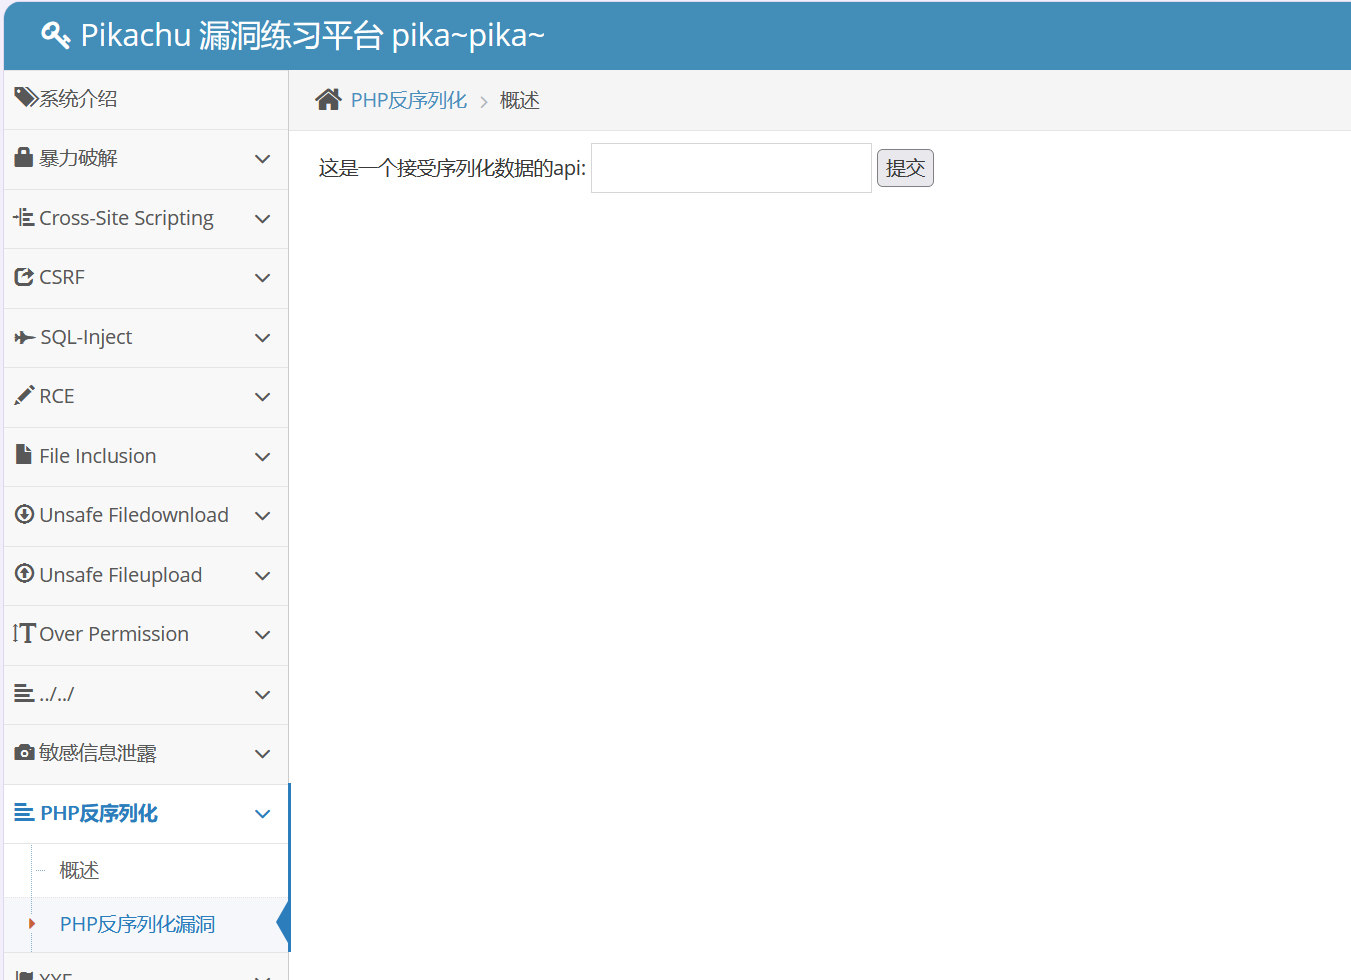 Pikachu 漏洞练习平台 pika~pika~
系统介绍
暴力破解
Cross-Site Scripting
CSRF
SQL-Inject
RCE
File Inclusion
Unsafe Filedownload
Unsafe Fileupload
Over Permission
../../
敏感信息泄露
PHP反序列化
概述
PHP反序列化漏洞
XXE
PHP反序列化 > 概述
这是一个接受序列化数据的api: 提交